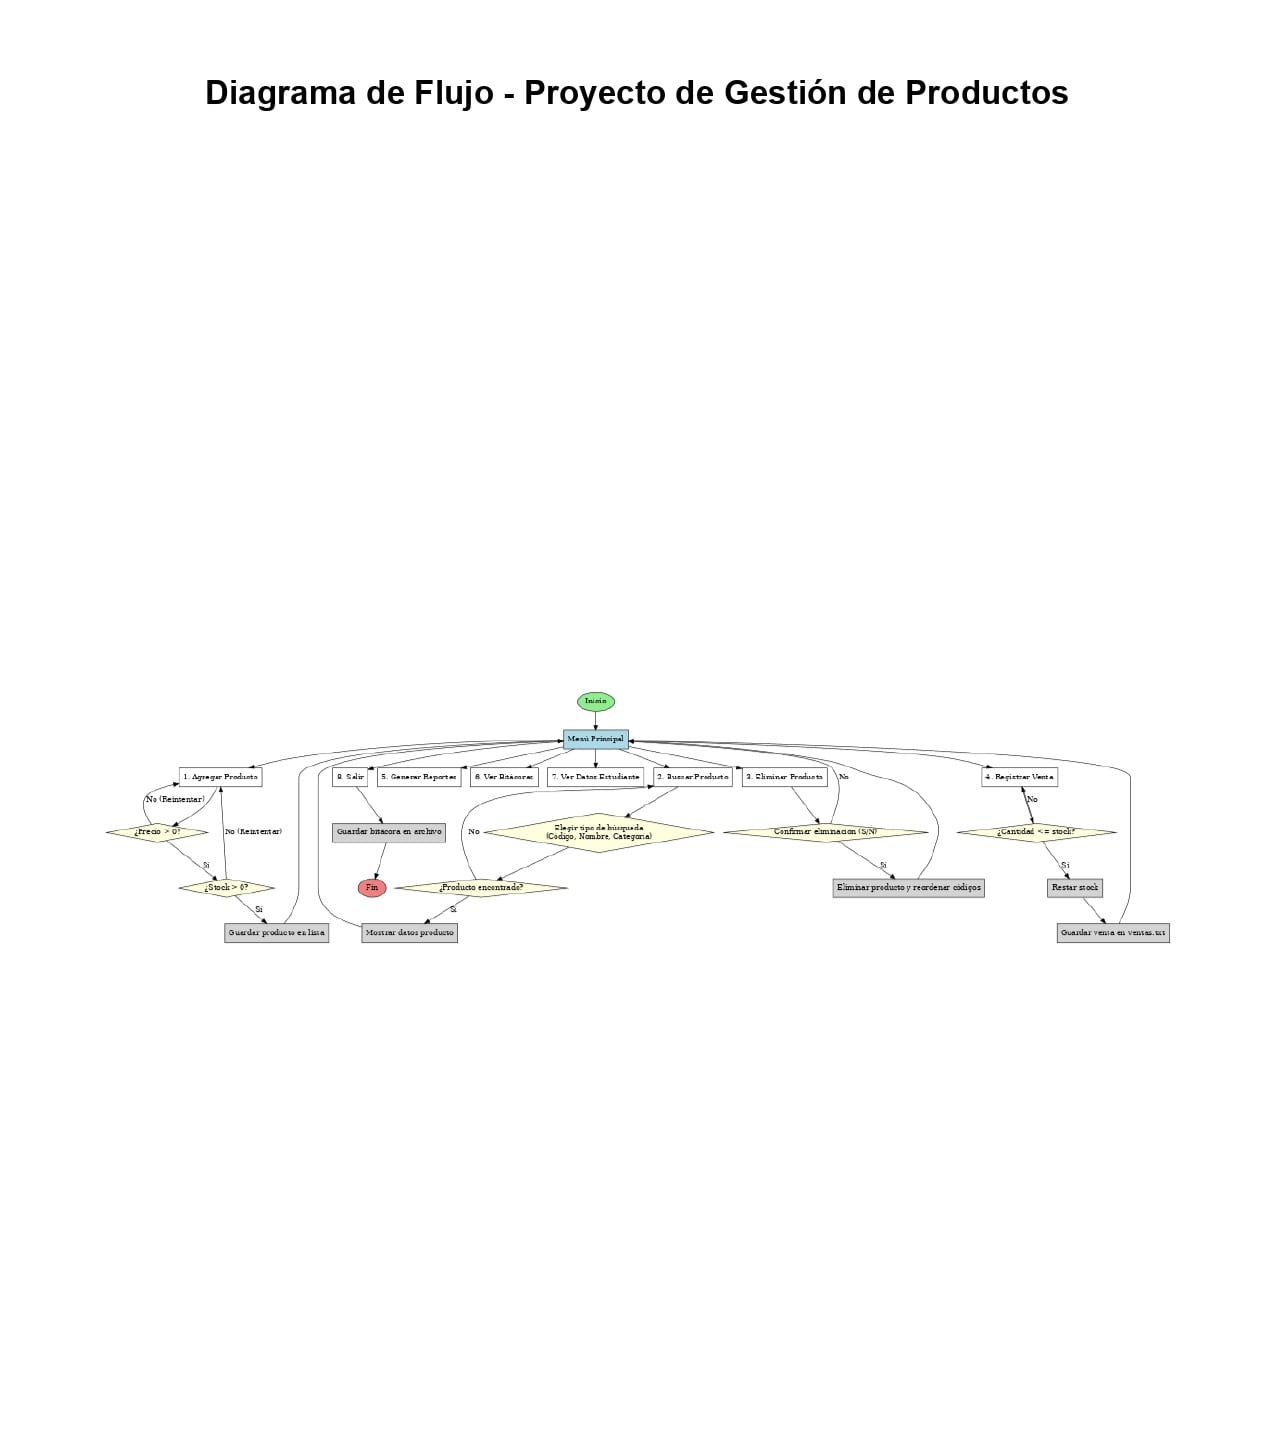 Diagrama de Flujo - Proyecto de Gestión de Productos
Inicio
Menú Principal
1. Agregar Producto
8. Salir
5. Generar Reportes
6. Ver Bitácoras
7. Ver Datos Estudiante
2. Buscar Producto
3. Eliminar Producto
4. Registrar Venta
No
No (Reintentar)
No
¿Precio > 0?
No (Reintentar)
Guardar bitácora en archivo
No
Elegir tipo de búsqueda
(Código, Nombre, Categoría)
Confirmar eliminación (S/N)
¿Cantidad <= stock?
Sí
Sí
Sí
¿Stock > 0?
Fin
¿Producto encontrado?
Eliminar producto y reordenar códigos
Restar stock
Sí
Sí
Guardar producto en lista
Mostrar datos producto
Guardar venta en ventas.txt